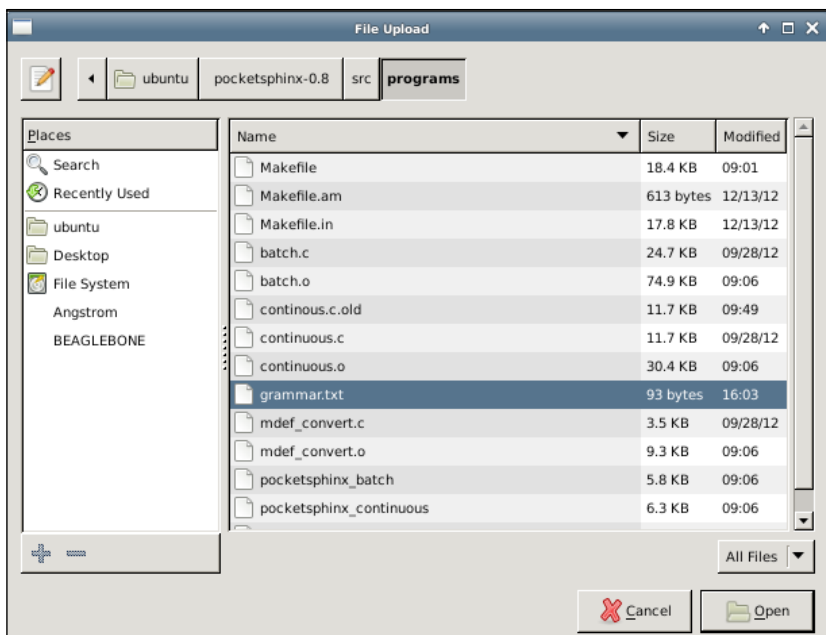 File Upload
ubuntu pocketsphinx-0.8 src programs
Places Name Size Modified
Search
Recently Used
ubuntu
Desktop
File System
Angstrom
BEAGLEBONE
Makefile 18.4 KB 09:01
Makefile.am 613 bytes 12/13/12
Makefile.in 17.8 KB 12/13/12
batch.c 24.7 KB 09/28/12
batch.o 74.9 KB 09:06
continous.c.old 11.7 KB 09:49
continuous.c 11.7 KB 09/28/12
continuous.o 30.4 KB 09:06
grammar.txt 93 bytes 16:03
mdef_convert.c 3.5 KB 09/28/12
mdef_convert.o 9.3 KB 09:06
pocketsphinx_batch 5.8 KB 09:06
pocketsphinx_continuous 6.3 KB 09:06
All Files
Cancel Open